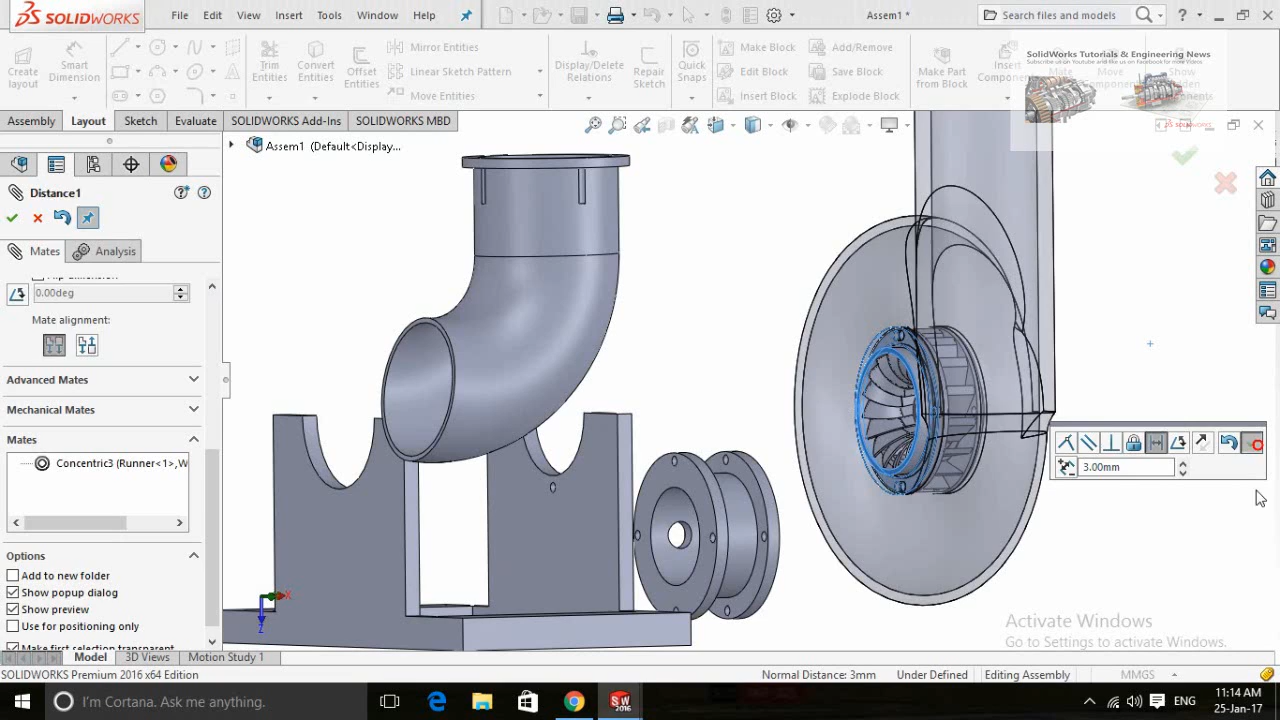 SOLIDWORKS File Edit View Insert Tools Window Help Assem1 * Search files and models
Create layout Smart Dimension Trim Entities Convert Entities Offset Entities Mirror Entities Linear Sketch Pattern Move Entities Display/Delete Relations Repair Sketch Quick Snaps Make Block Edit Block Insert Block Add/Remove Save Block Explode Block Make Part from Block Insert Components Mate Move Component Show Hidden Components
SolidWorks Tutorials & Engineering News
Subscribe us on Youtube and like us on Facebook for more Videos
SOLIDWORKS
Assembly Layout Sketch Evaluate SOLIDWORKS Add-Ins SOLIDWORKS MBD
Assem1 (Default<Display...
Distance1
Mates Analysis
Flip dimension
0.00deg
Mate alignment:
Advanced Mates
Mechanical Mates
Mates
Concentric3 (Runner<1>,W
3.00mm
Options
Add to new folder
Show popup dialog
Show preview
Use for positioning only
Make first selection transparent
X
Z
Activate Windows
Go to Settings to activate Windows.
Model 3D Views Motion Study 1
SOLIDWORKS Premium 2016 x64 Edition Normal Distance: 3mm Under Defined Editing Assembly MMGS
I'm Cortana. Ask me anything. SW 2016 ENG 11:14 AM
25-Jan-17